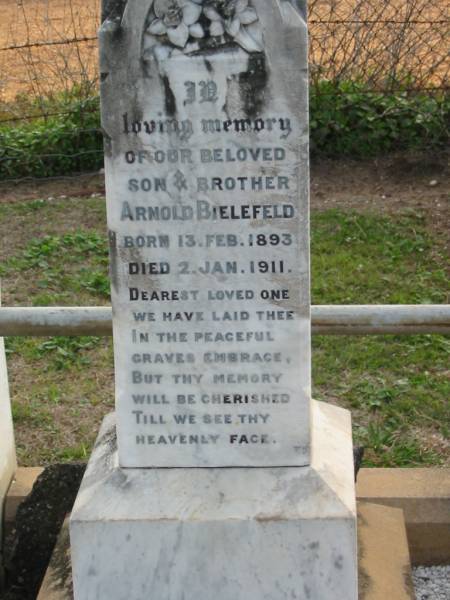 In
loving memory
OF OUR BELOVED
SON & BROTHER
ARNOLD BIELEFELD
BORN 13. FEB. 1893
DIED 2. JAN. 1911.
DEAREST LOVED ONE
WE HAVE LAID THEE
IN THE PEACEFUL
GRAVES EMBRACE,
BUT THY MEMORY
WILL BE CHERISHED
TILL WE SEE THY
HEAVENLY FACE.